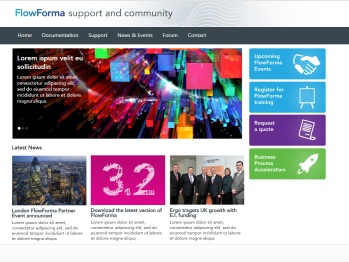 FlowForma support and community
Home Documentation Support News & Events Forum Contact
Lorem ipsum velit eu
sollicitudin
Lorem ipsum dolor sit amet,
consectetur adipiscing elit, sed
do eiusmod tempor incididunt
ut labore et dolore magna
aliqua.
Upcoming
FlowForma
Events
Register for
FlowForma
training
Request
a quote
Business
Process
Accelerators
Latest News
3.2
London FlowForma Partner
Event announced
Lorem ipsum dolor sit amet,
consectetur adipiscing elit, sed do
eiusmod tempor incididunt ut labore
et dolore magna aliqua.
Download the latest version of
FlowForma
Lorem ipsum dolor sit amet,
consectetur adipiscing elit, sed do
eiusmod tempor incididunt ut labore
et dolore magna aliqua.
Ergo targets UK growth with
E.I. funding
Lorem ipsum dolor sit amet,
consectetur adipiscing elit, sed do
eiusmod tempor incididunt ut labore
et dolore magna aliqua.